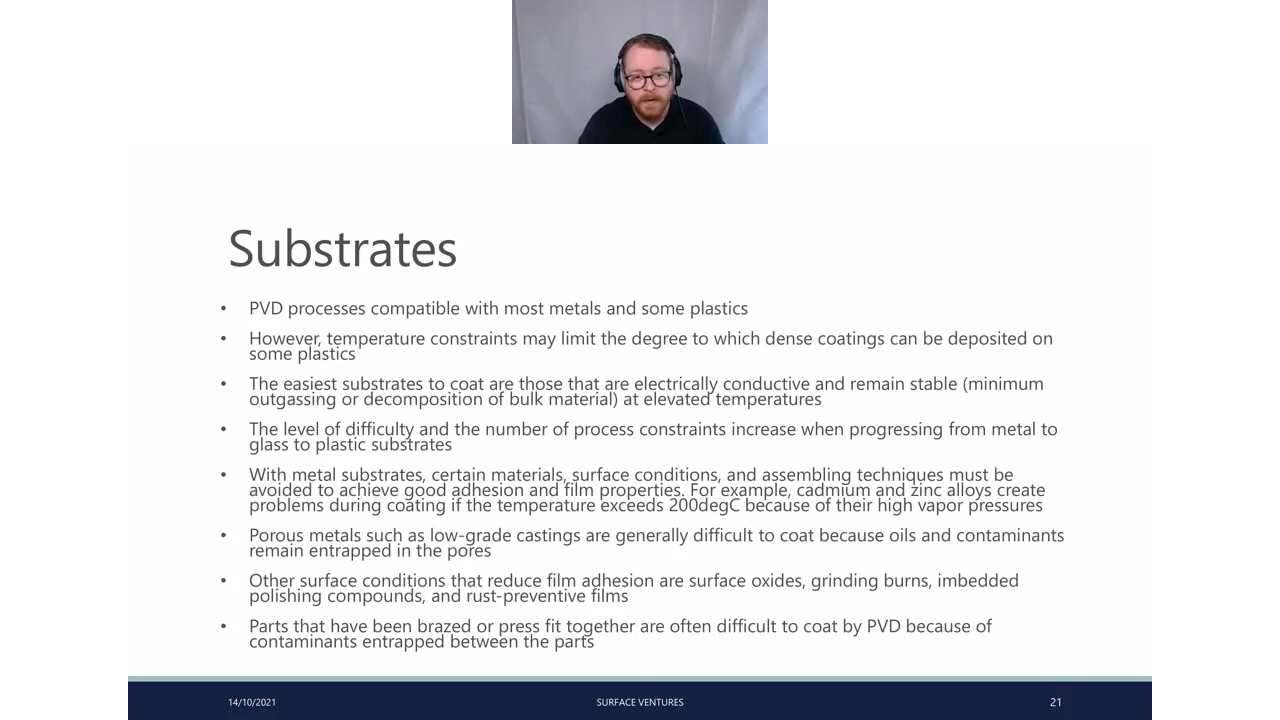 Substrates
• PVD processes compatible with most metals and some plastics
• However, temperature constraints may limit the degree to which dense coatings can be deposited on
some plastics
• The easiest substrates to coat are those that are electrically conductive and remain stable (minimum
outgassing or decomposition of bulk material) at elevated temperatures
• The level of difficulty and the number of process constraints increase when progressing from metal to
glass to plastic substrates
• With metal substrates, certain materials, surface conditions, and assembling techniques must be
avoided to achieve good adhesion and film properties. For example, cadmium and zinc alloys create
problems during coating if the temperature exceeds 200degC because of their high vapor pressures
• Porous metals such as low-grade castings are generally difficult to coat because oils and contaminants
remain entrapped in the pores
• Other surface conditions that reduce film adhesion are surface oxides, grinding burns, imbedded
polishing compounds, and rust-preventive films
• Parts that have been brazed or press fit together are often difficult to coat by PVD because of
contaminants entrapped between the parts
14/10/2021
SURFACE VENTURES
21